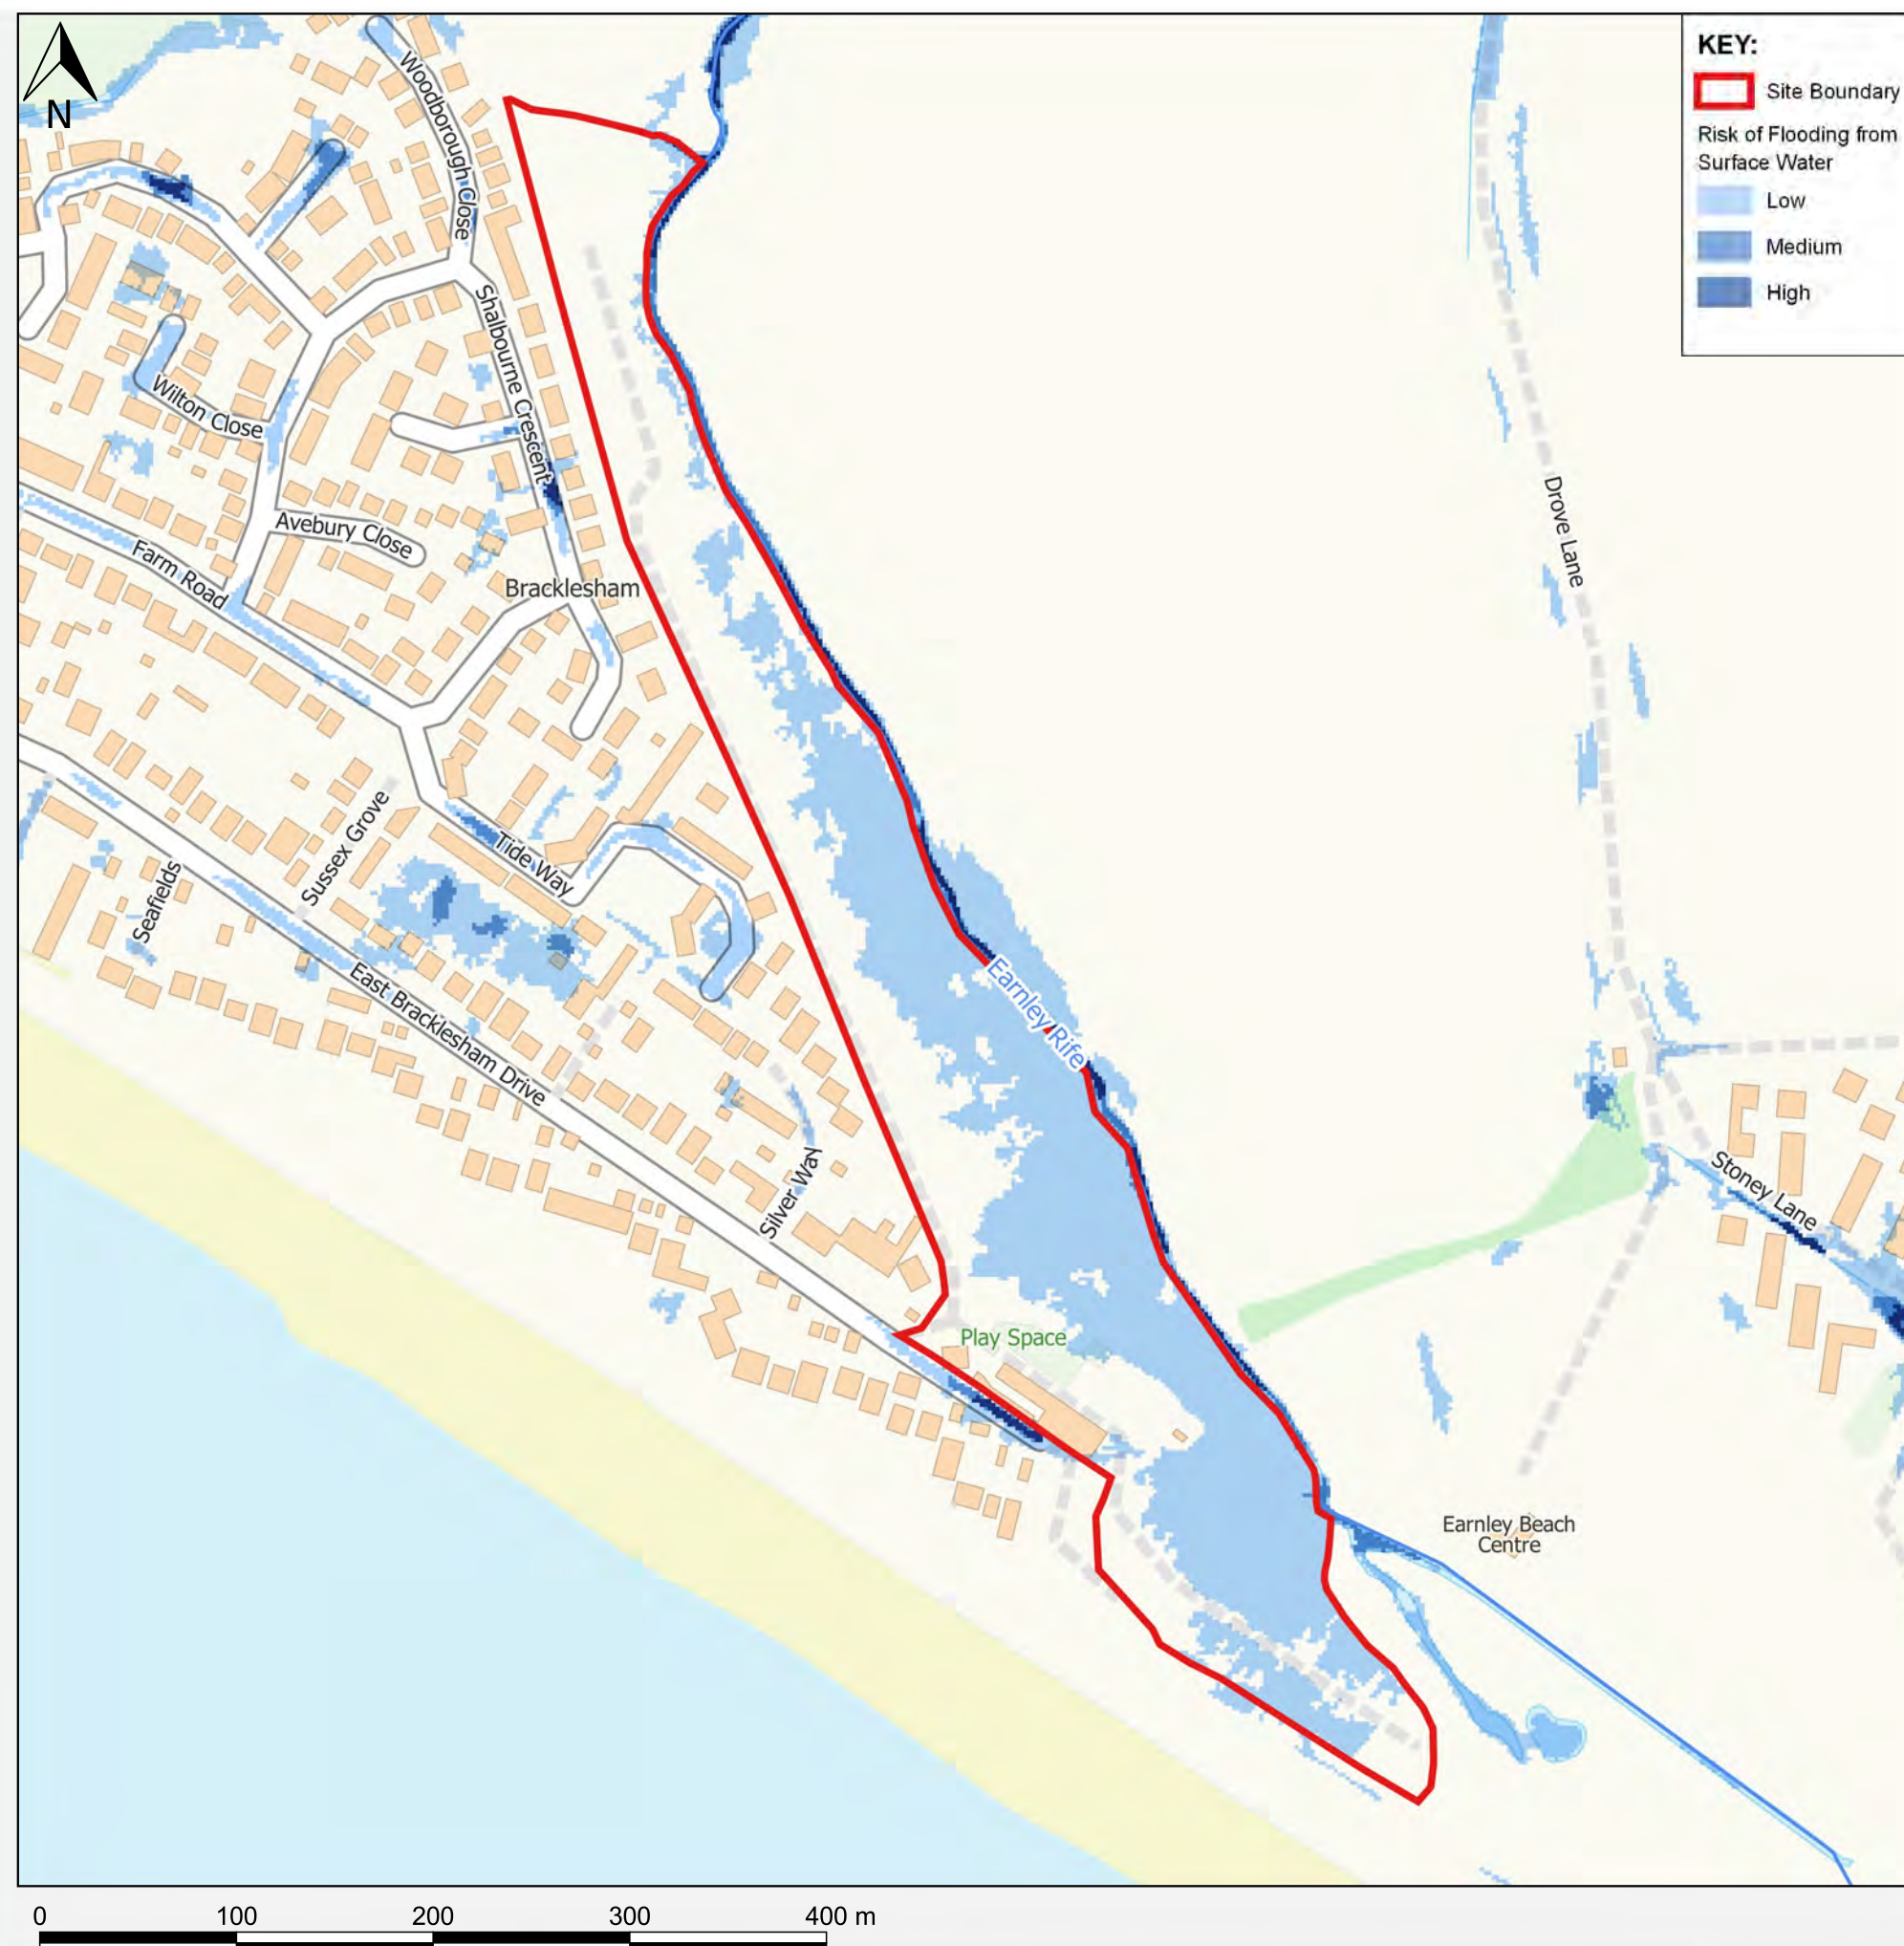 N
KEY:
Site Boundary
Risk of Flooding from
Surface Water
Low
Medium
High
Woodborough Close
Shalbourne Crescent
Wilton Close
Avebury Close
Farm Road
Bracklesham
Drove Lane
Sussex Grove
Tide Way
Seafields
East Bracklesham Drive
Earnley Rife
Silver Way
Stoney Lane
Play Space
Earnley Beach
Centre
0 100 200 300 400 m